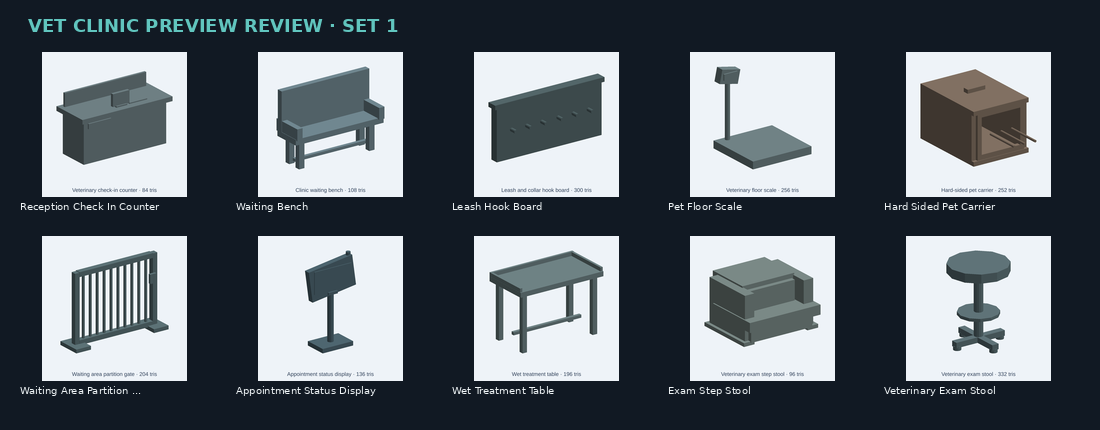 VET CLINIC PREVIEW REVIEW · SET 1
Veterinary check-in counter · 84 tris
Clinic waiting bench · 108 tris
Leash and collar hook board · 300 tris
Veterinary floor scale · 256 tris
Hard-sided pet carrier · 252 tris
Reception Check In Counter
Waiting Bench
Leash Hook Board
Pet Floor Scale
Hard Sided Pet Carrier
Waiting area partition gate · 204 tris
Appointment status display · 136 tris
Wet treatment table · 196 tris
Veterinary exam step stool · 96 tris
Veterinary exam stool · 332 tris
Waiting Area Partition ...
Appointment Status Display
Wet Treatment Table
Exam Step Stool
Veterinary Exam Stool